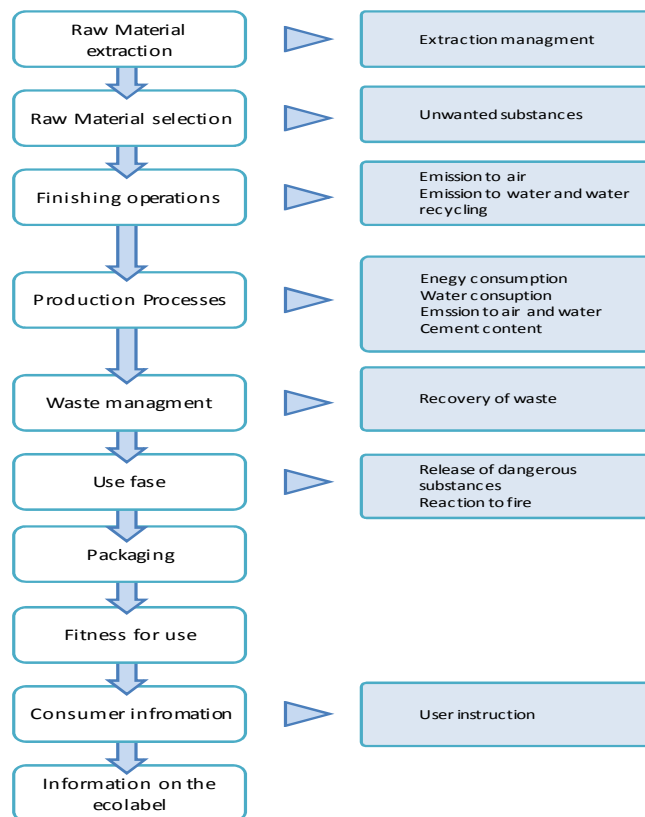 Raw Material
extraction
Extraction managment
Raw Material selection
Unwanted substances
Finishing operations
Emission to air
Emission to water and water
recycling
Production Processes
Enegy consumption
Water consuption
Emssion to air and water
Cement content
Waste managment
Recovery of waste
Use fase
Release of dangerous
substances
Reaction to fire
Packaging
Fitness for use
Consumer infromation
User instruction
Information on the
ecolabel